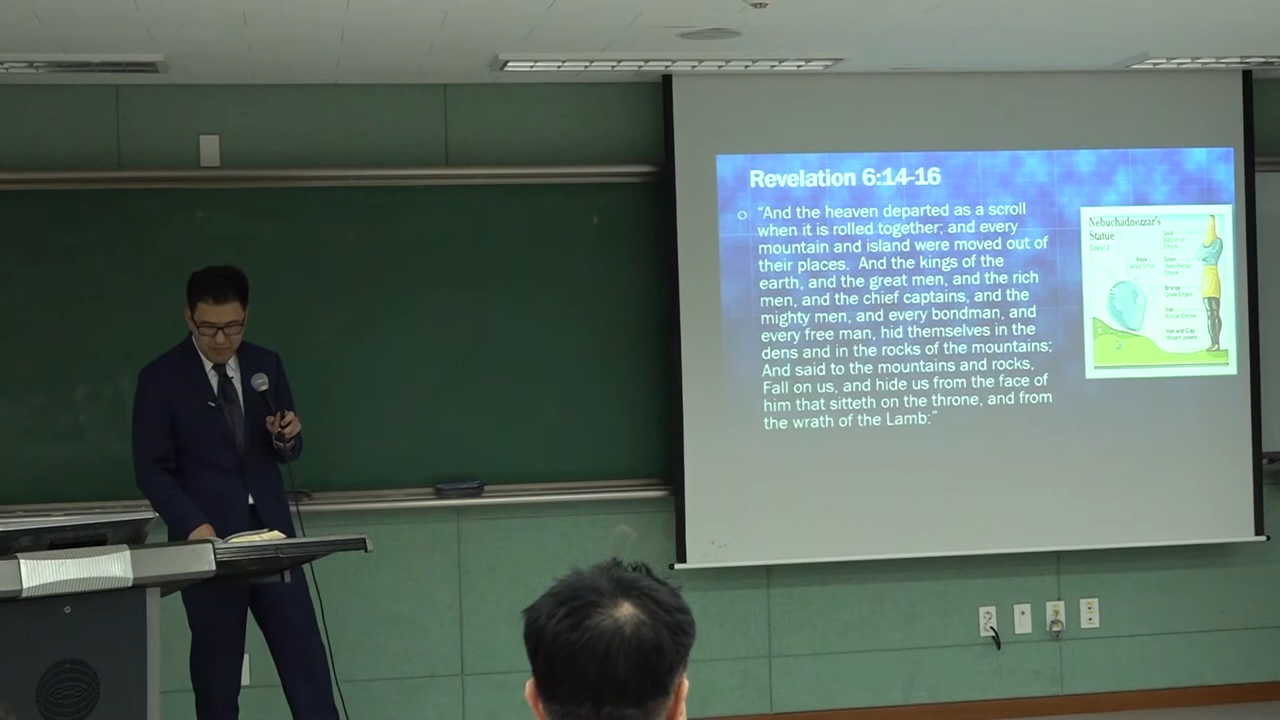 Revelation 6:14-16
“And the heaven departed as a scroll
when it is rolled together; and every
mountain and island were moved out of
their places. And the kings of the
earth, and the great men, and the rich
men, and the chief captains, and the
mighty men, and every bondman, and
every free man, hid themselves in the
dens and in the rocks of the mountains;
And said to the mountains and rocks,
Fall on us, and hide us from the face of
him that sitteth on the throne, and from
the wrath of the Lamb:”
Nebuchadnezzar's
Statue
Gold
Rock
Silver
Bronze
Greek Empire
Iron
Roman Empire
Iron and Clay